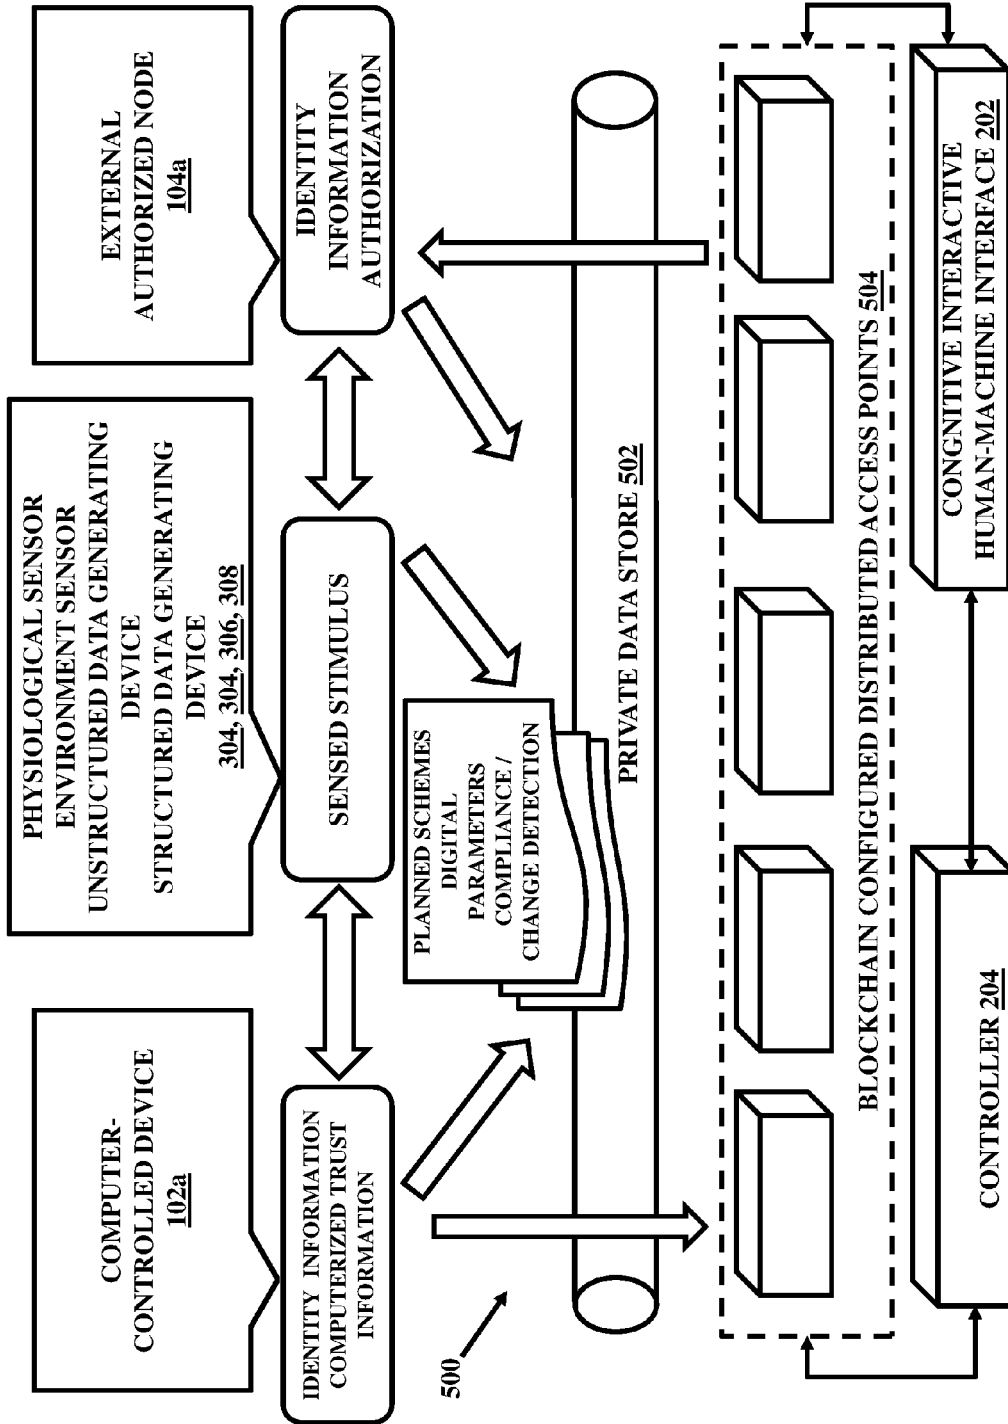 COMPUTER-
CONTROLLED DEVICE
102a
PHYSIOLOGICAL SENSOR
ENVIRONMENT SENSOR
UNSTRUCTURED DATA GENERATING
DEVICE
STRUCTURED DATA GENERATING
DEVICE
304, 304, 306, 308
EXTERNAL
AUTHORIZED NODE
104a
IDENTITY INFORMATION
COMPUTERIZED TRUST
INFORMATION
SENSED STIMULUS
IDENTITY
INFORMATION
AUTHORIZATION
PLANNED SCHEMES
DIGITAL
PARAMETERS
COMPLIANCE /
CHANGE DETECTION
500
PRIVATE DATA STORE 502
BLOCKCHAIN CONFIGURED DISTRIBUTED ACCESS POINTS 504
CONTROLLER 204
CONGNITIVE INTERACTIVE
HUMAN-MACHINE INTERFACE 202